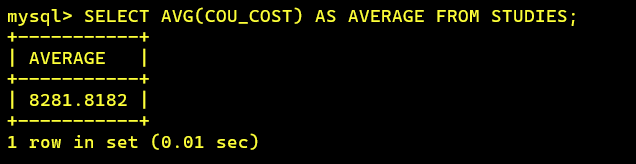 mysql> SELECT AVG(COU_COST) AS AVERAGE FROM STUDIES;
+-----------+
| AVERAGE   |
+-----------+
| 8281.8182 |
+-----------+
1 row in set (0.01 sec)